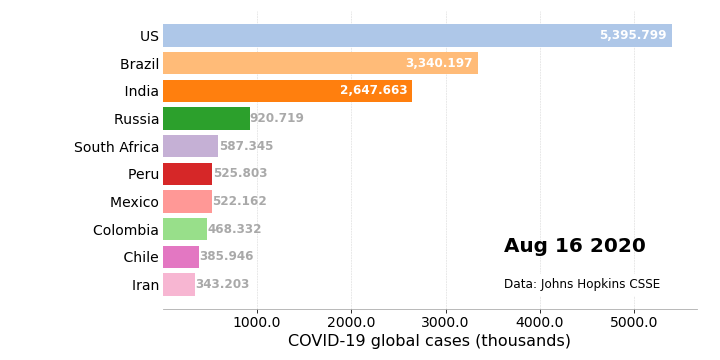 US 5,395.799
Brazil 3,340.197
India 2,647.663
Russia 920.719
South Africa 587.345
Peru 525.803
Mexico 522.162
Colombia 468.332
Chile 385.946
Iran 343.203
Aug 16 2020
Data: Johns Hopkins CSSE
1000.0 2000.0 3000.0 4000.0 5000.0
COVID-19 global cases (thousands)